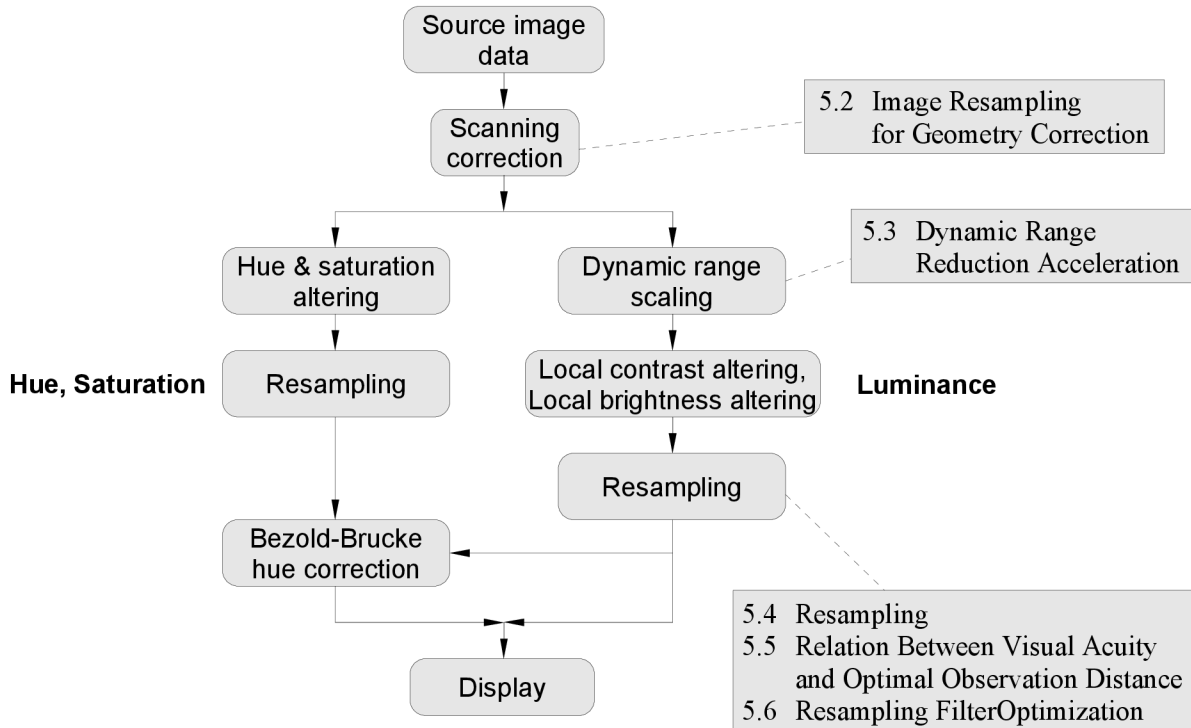 Source image
data
Scanning
correction
5.2 Image Resampling
for Geometry Correction
Hue & saturation
altering
Dynamic range
scaling
5.3 Dynamic Range
Reduction Acceleration
Hue, Saturation
Resampling
Local contrast altering,
Local brightness altering
Luminance
Resampling
Bezold-Brucke
hue correction
5.4 Resampling
5.5 Relation Between Visual Acuity
and Optimal Observation Distance
5.6 Resampling FilterOptimization
Display